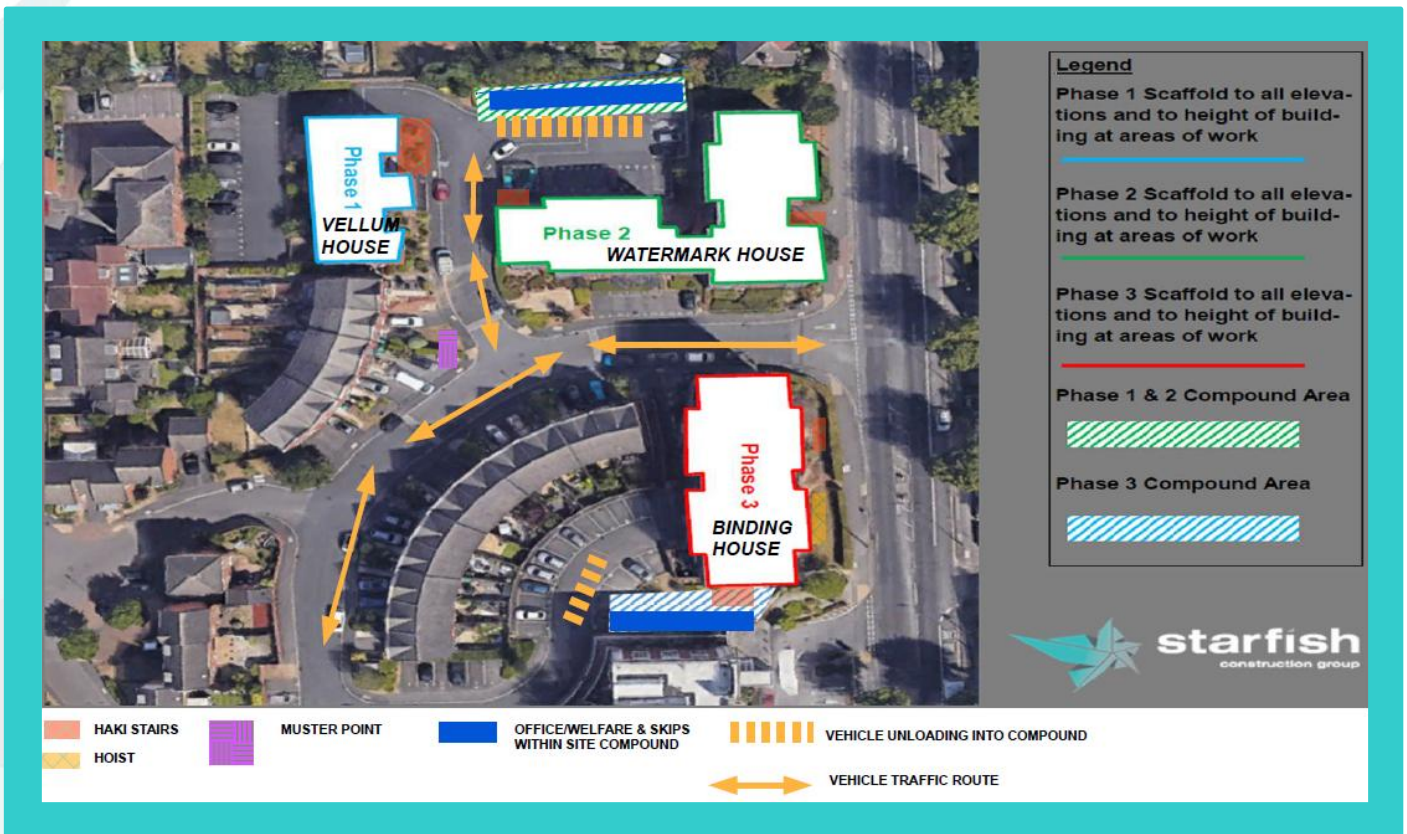 Phase 1
VELLUM
HOUSE
Phase 2
WATERMARK HOUSE
Phase 3
BINDING
HOUSE
Legend
Phase 1 Scaffold to all eleva-
tions and to height of build-
ing at areas of work
Phase 2 Scaffold to all eleva-
tions and to height of build-
ing at areas of work
Phase 3 Scaffold to all eleva-
tions and to height of build-
ing at areas of work
Phase 1 & 2 Compound Area
Phase 3 Compound Area
starfish
construction group
HAKI STAIRS
HOIST
MUSTER POINT
OFFICE/WELFARE & SKIPS
WITHIN SITE COMPOUND
VEHICLE UNLOADING INTO COMPOUND
VEHICLE TRAFFIC ROUTE